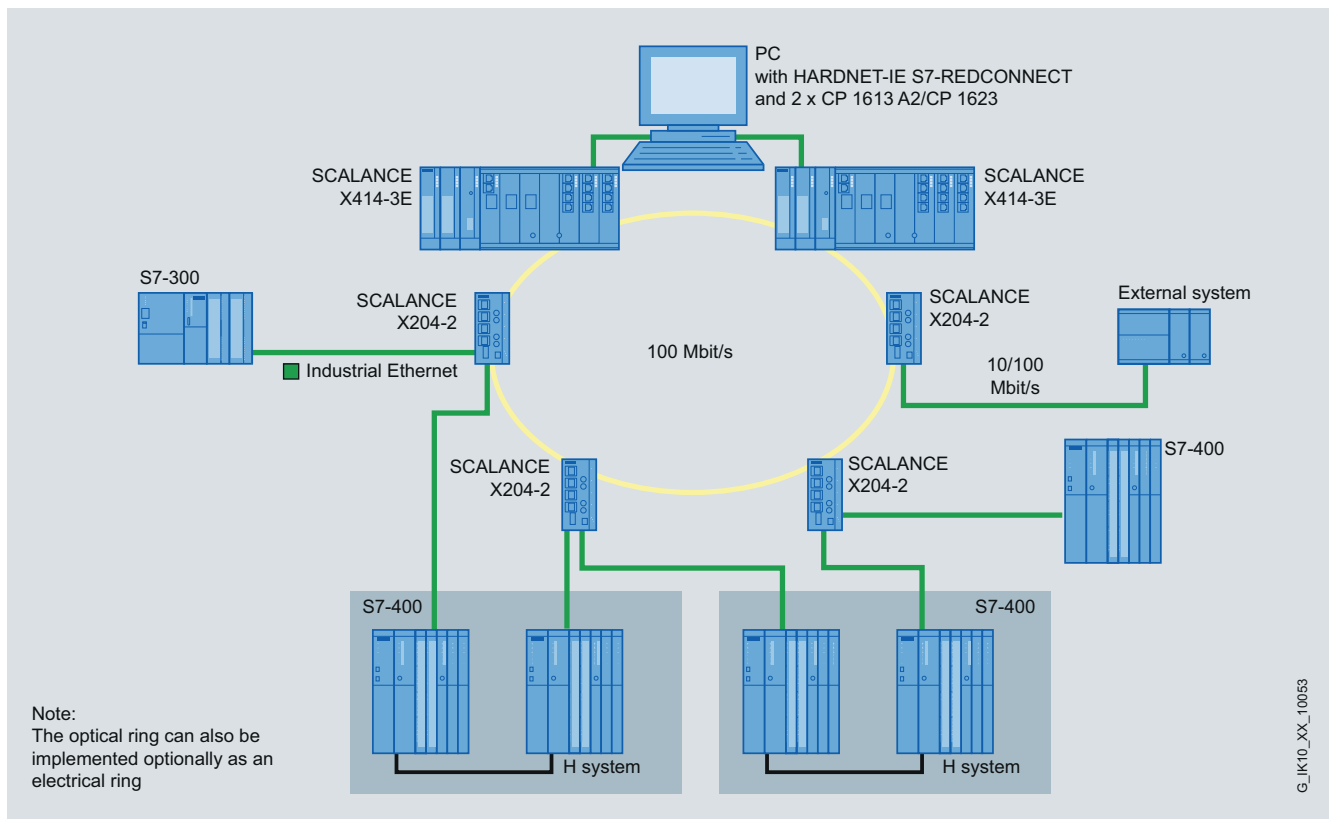 PC
with HARDNET-IE S7-REDCONNECT
and 2 x CP 1613 A2/CP 1623
SCALANCE
X414-3E
SCALANCE
X414-3E
S7-300
SCALANCE
X204-2
SCALANCE
X204-2
External system
100 Mbit/s
Industrial Ethernet
10/100
Mbit/s
SCALANCE
X204-2
SCALANCE
X204-2
S7-400
S7-400
S7-400
H system
H system
Note:
The optical ring can also be
implemented optionally as an
electrical ring
G_IK10_XX_10053